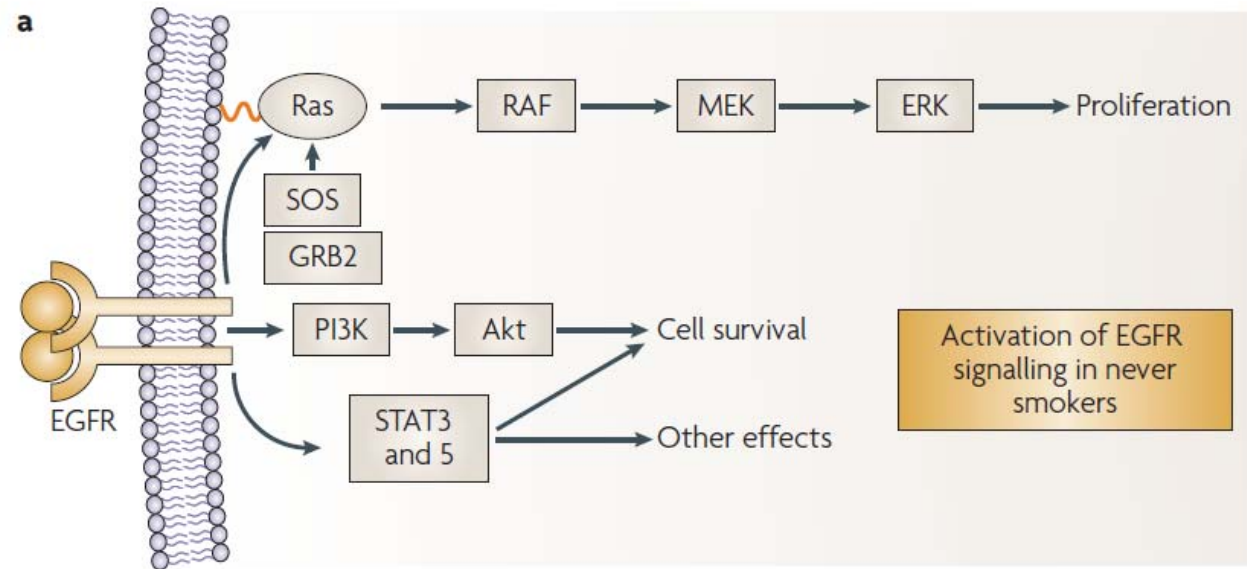 a
Ras
RAF
MEK
ERK
Proliferation
SOS
GRB2
PI3K
Akt
Cell survival
EGFR
STAT3
and 5
Other effects
Activation of EGFR
signalling in never
smokers